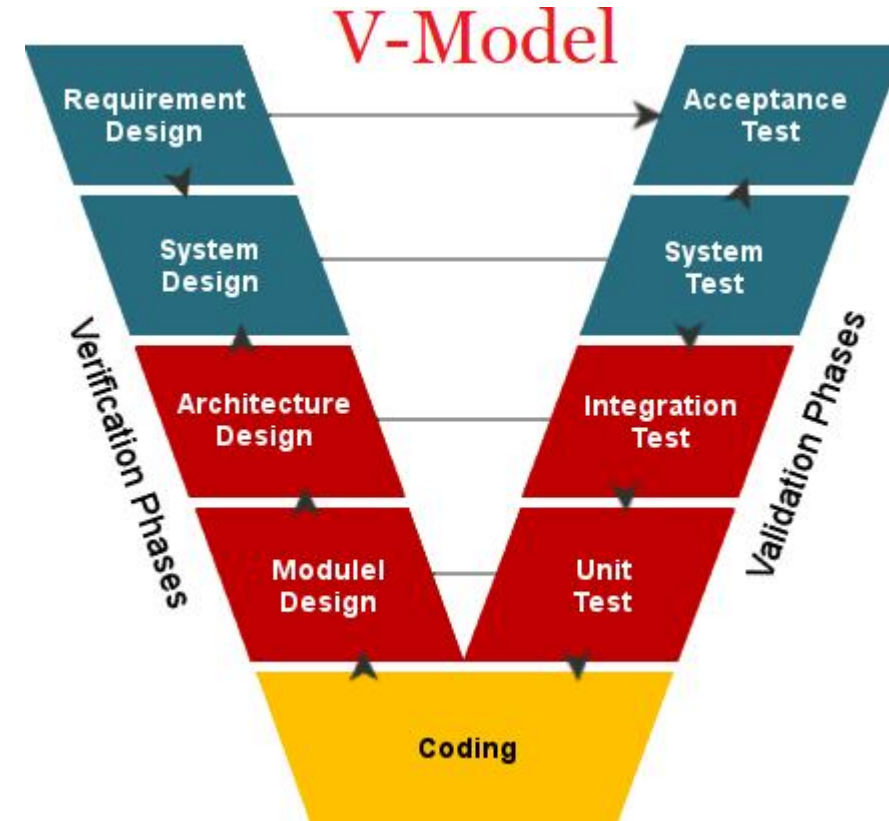 V-Model
Requirement
Design
Acceptance
Test
System
Design
System
Test
Architecture
Design
Integration
Test
Modulel
Design
Unit
Test
Coding
Verification Phases
Validation Phases